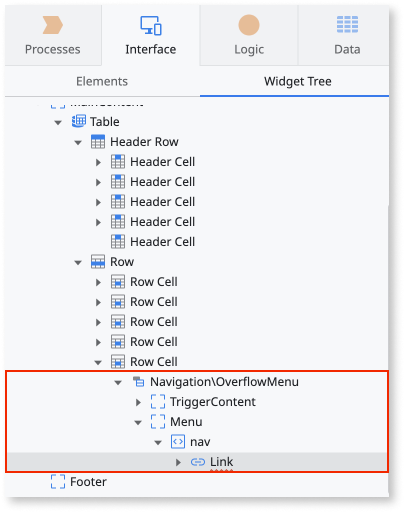 Processes
Interface
Logic
Data
Elements
Widget Tree
MainContent
Table
Header Row
Header Cell
Header Cell
Header Cell
Header Cell
Header Cell
Row
Row Cell
Row Cell
Row Cell
Row Cell
Row Cell
Navigation\OverflowMenu
TriggerContent
Menu
nav
Link
Footer